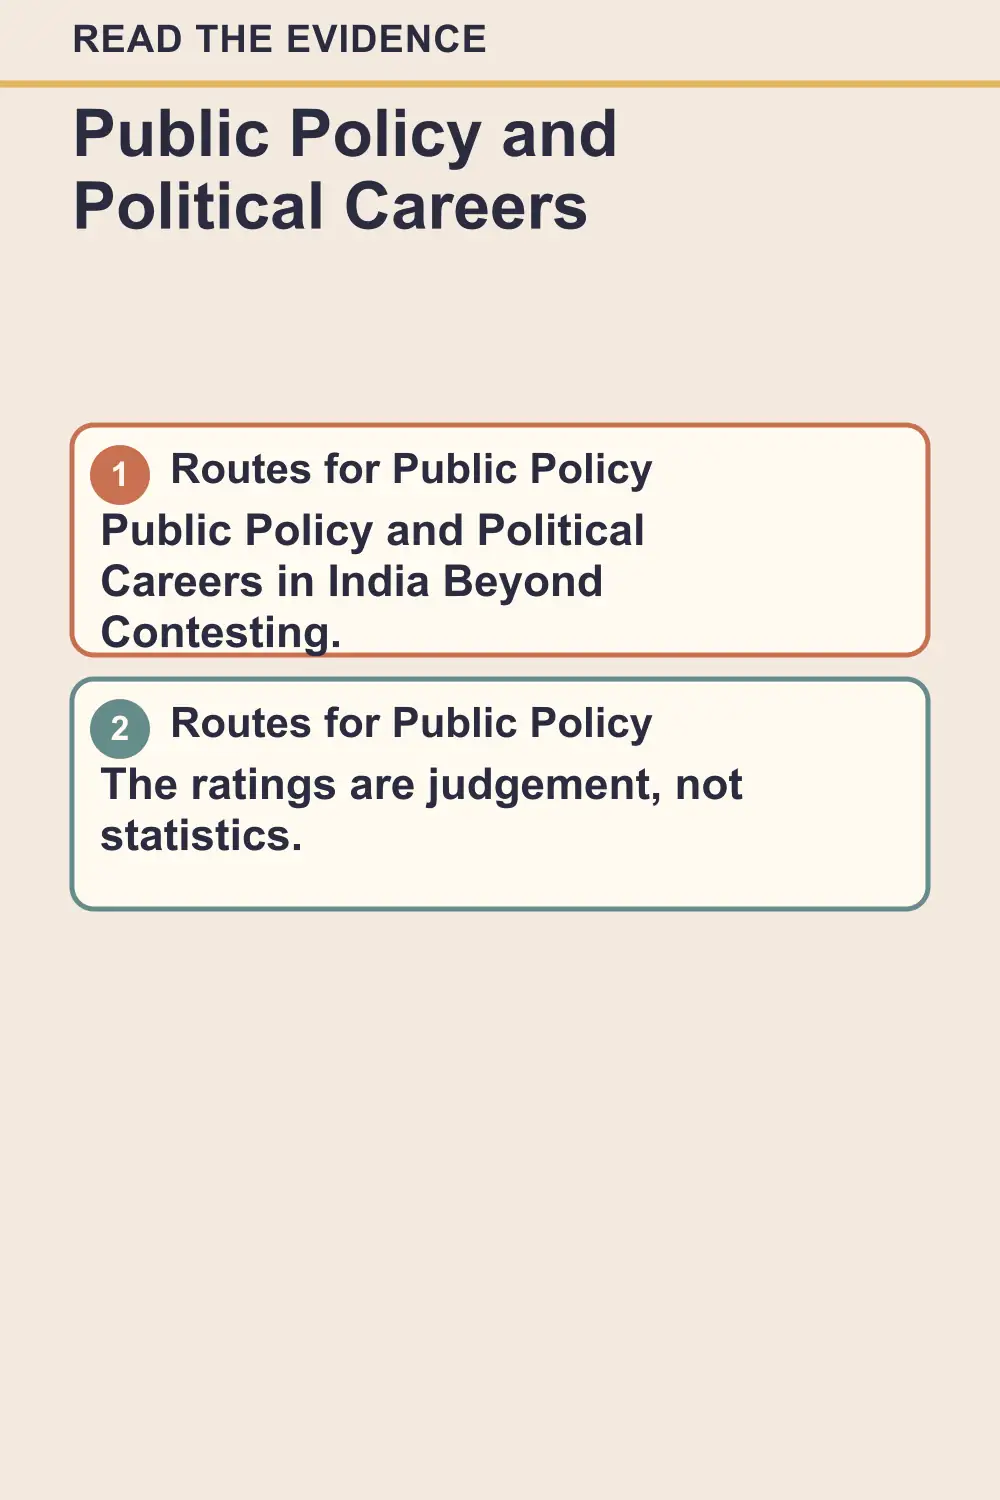 READ THE EVIDENCE
Public Policy and
Political Careers
1 Routes for Public Policy
Public Policy and Political
Careers in India Beyond
Contesting.
2 Routes for Public Policy
The ratings are judgement, not
statistics.